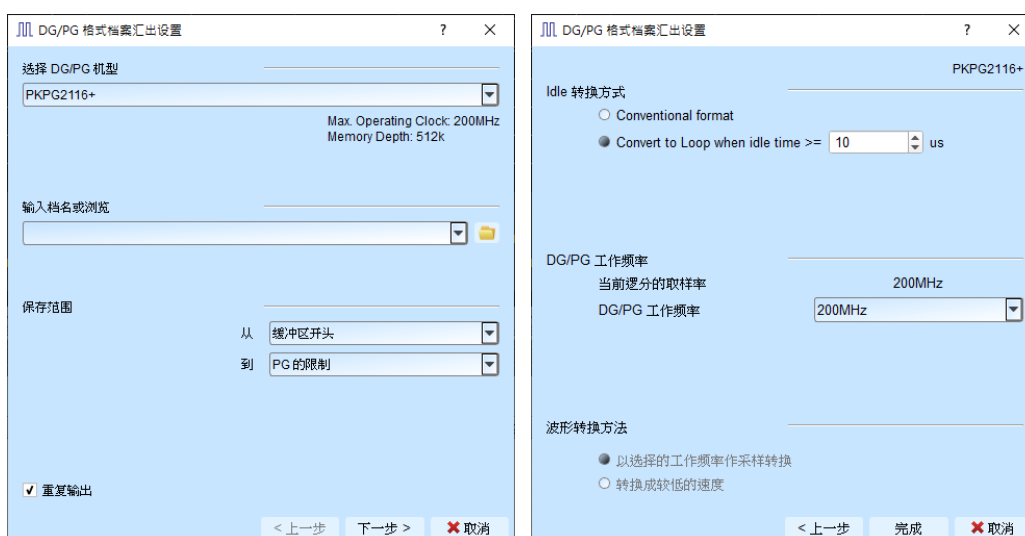 DG/PG 格式档案汇出设置
? ×
选择 DG/PG 机型
PKPG2116+
Max. Operating Clock: 200MHz
Memory Depth: 512k
输入档名或浏览
保存范围
从 缓冲区开头
到 PG 的限制
重复输出
< 上一步 下一步 > 取消
DG/PG 格式档案汇出设置
? ×
PKPG2116+
Idle 转换方式
Conventional format
Convert to Loop when idle time >= 10 us
DG/PG 工作频率
当前逻分的取样率 200MHz
DG/PG 工作频率 200MHz
波形转换方法
以选择的工作频率作采样转换
转换成较低的速度
< 上一步 完成 取消